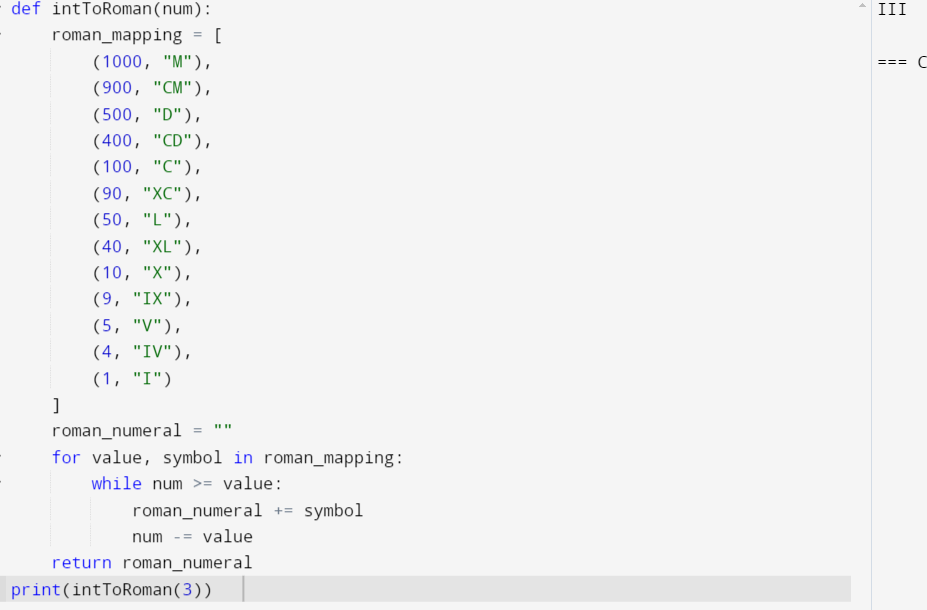 def intToRoman(num):
    roman_mapping = [
        (1000, "M"),
        (900, "CM"),
        (500, "D"),
        (400, "CD"),
        (100, "C"),
        (90, "XC"),
        (50, "L"),
        (40, "XL"),
        (10, "X"),
        (9, "IX"),
        (5, "V"),
        (4, "IV"),
        (1, "I")
    ]
    roman_numeral = ""
    for value, symbol in roman_mapping:
        while num >= value:
            roman_numeral += symbol
            num -= value
    return roman_numeral
print(intToRoman(3))
III
=== C